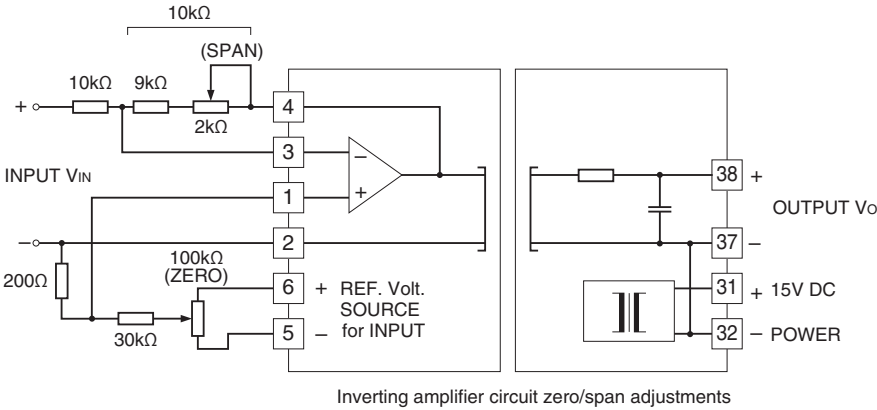 10kΩ
(SPAN)
10kΩ 9kΩ
2kΩ
+ 4
3 −
INPUT VIN
1 +
− 2
200Ω
100kΩ
(ZERO)
30kΩ
6 + REF. Volt.
SOURCE
5 − for INPUT
38 +
OUTPUT VO
37 −
31 + 15V DC
32 − POWER
Inverting amplifier circuit zero/span adjustments